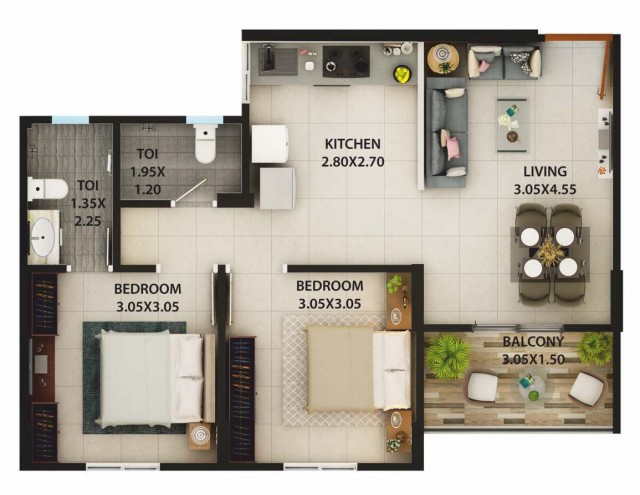 KITCHEN
2.80X2.70
LIVING
3.05X4.55
TOI
1.95X
1.20
TOI
1.35X
2.25
BEDROOM
3.05X3.05
BEDROOM
3.05X3.05
BALCONY
3.05X1.50